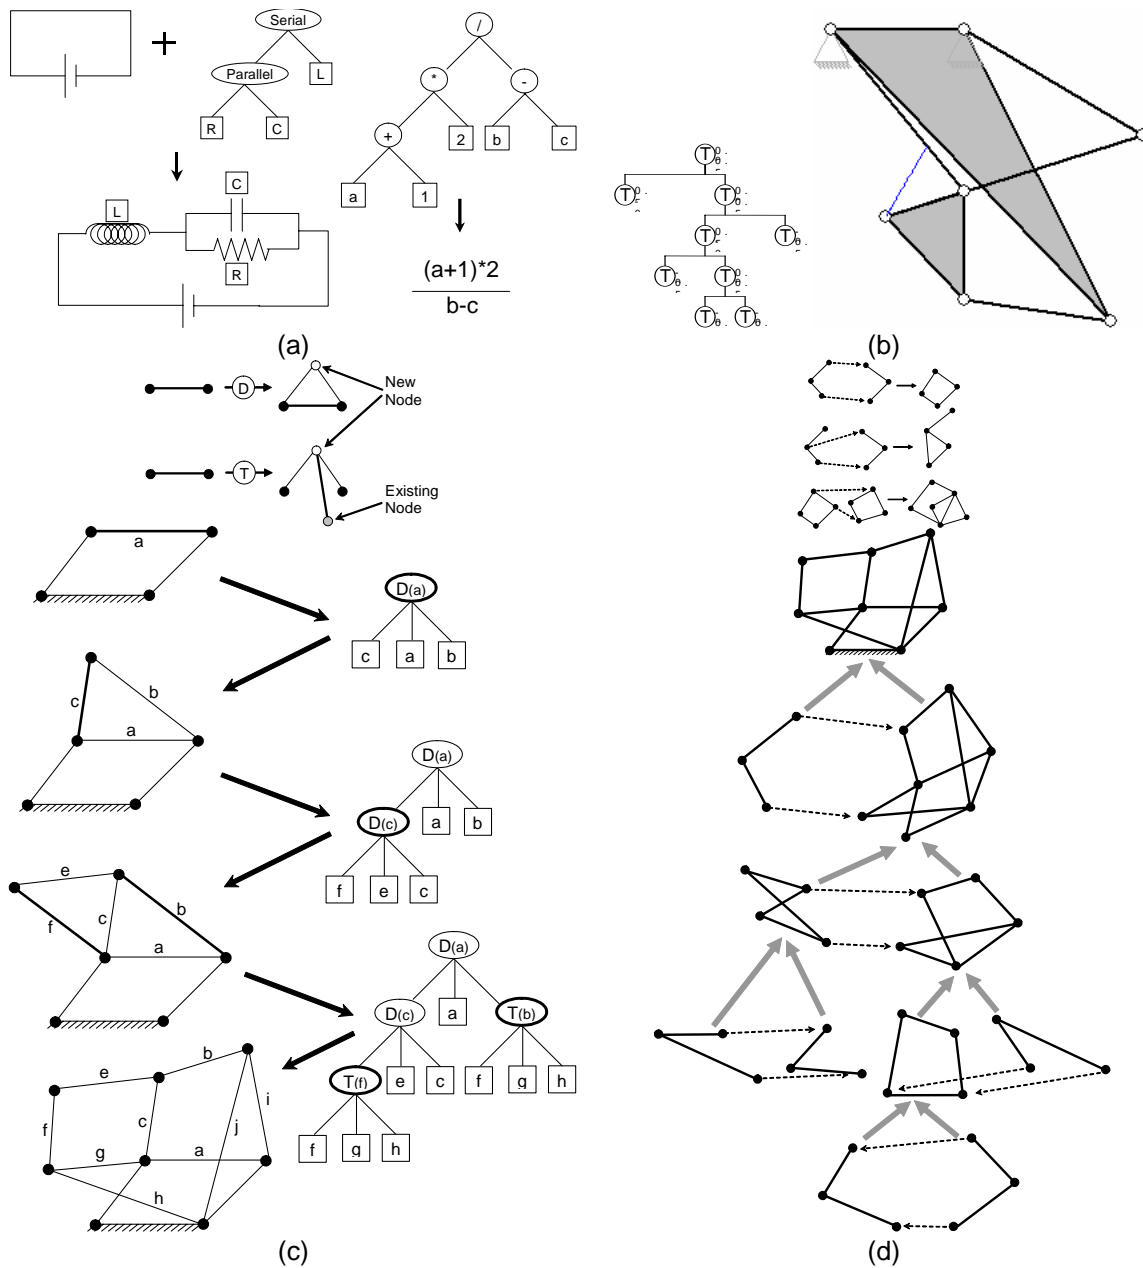 Serial
Parallel
L
R
C
/
*
-
+
2
b
c
a
1
C
L
R
(a+1)*2
b-c
(a)
T
T
T
T
T
T
T
T
T
(b)
D
New
Node
T
Existing
Node
a
D(a)
c
a
b
c
b
a
D(a)
D(c)
a
b
f
e
c
e
b
c
f
a
D(a)
D(c)
a
T(b)
T(f)
e
c
f
g
h
f
g
h
b
e
i
f
c
j
g
a
h
(c)
(d)